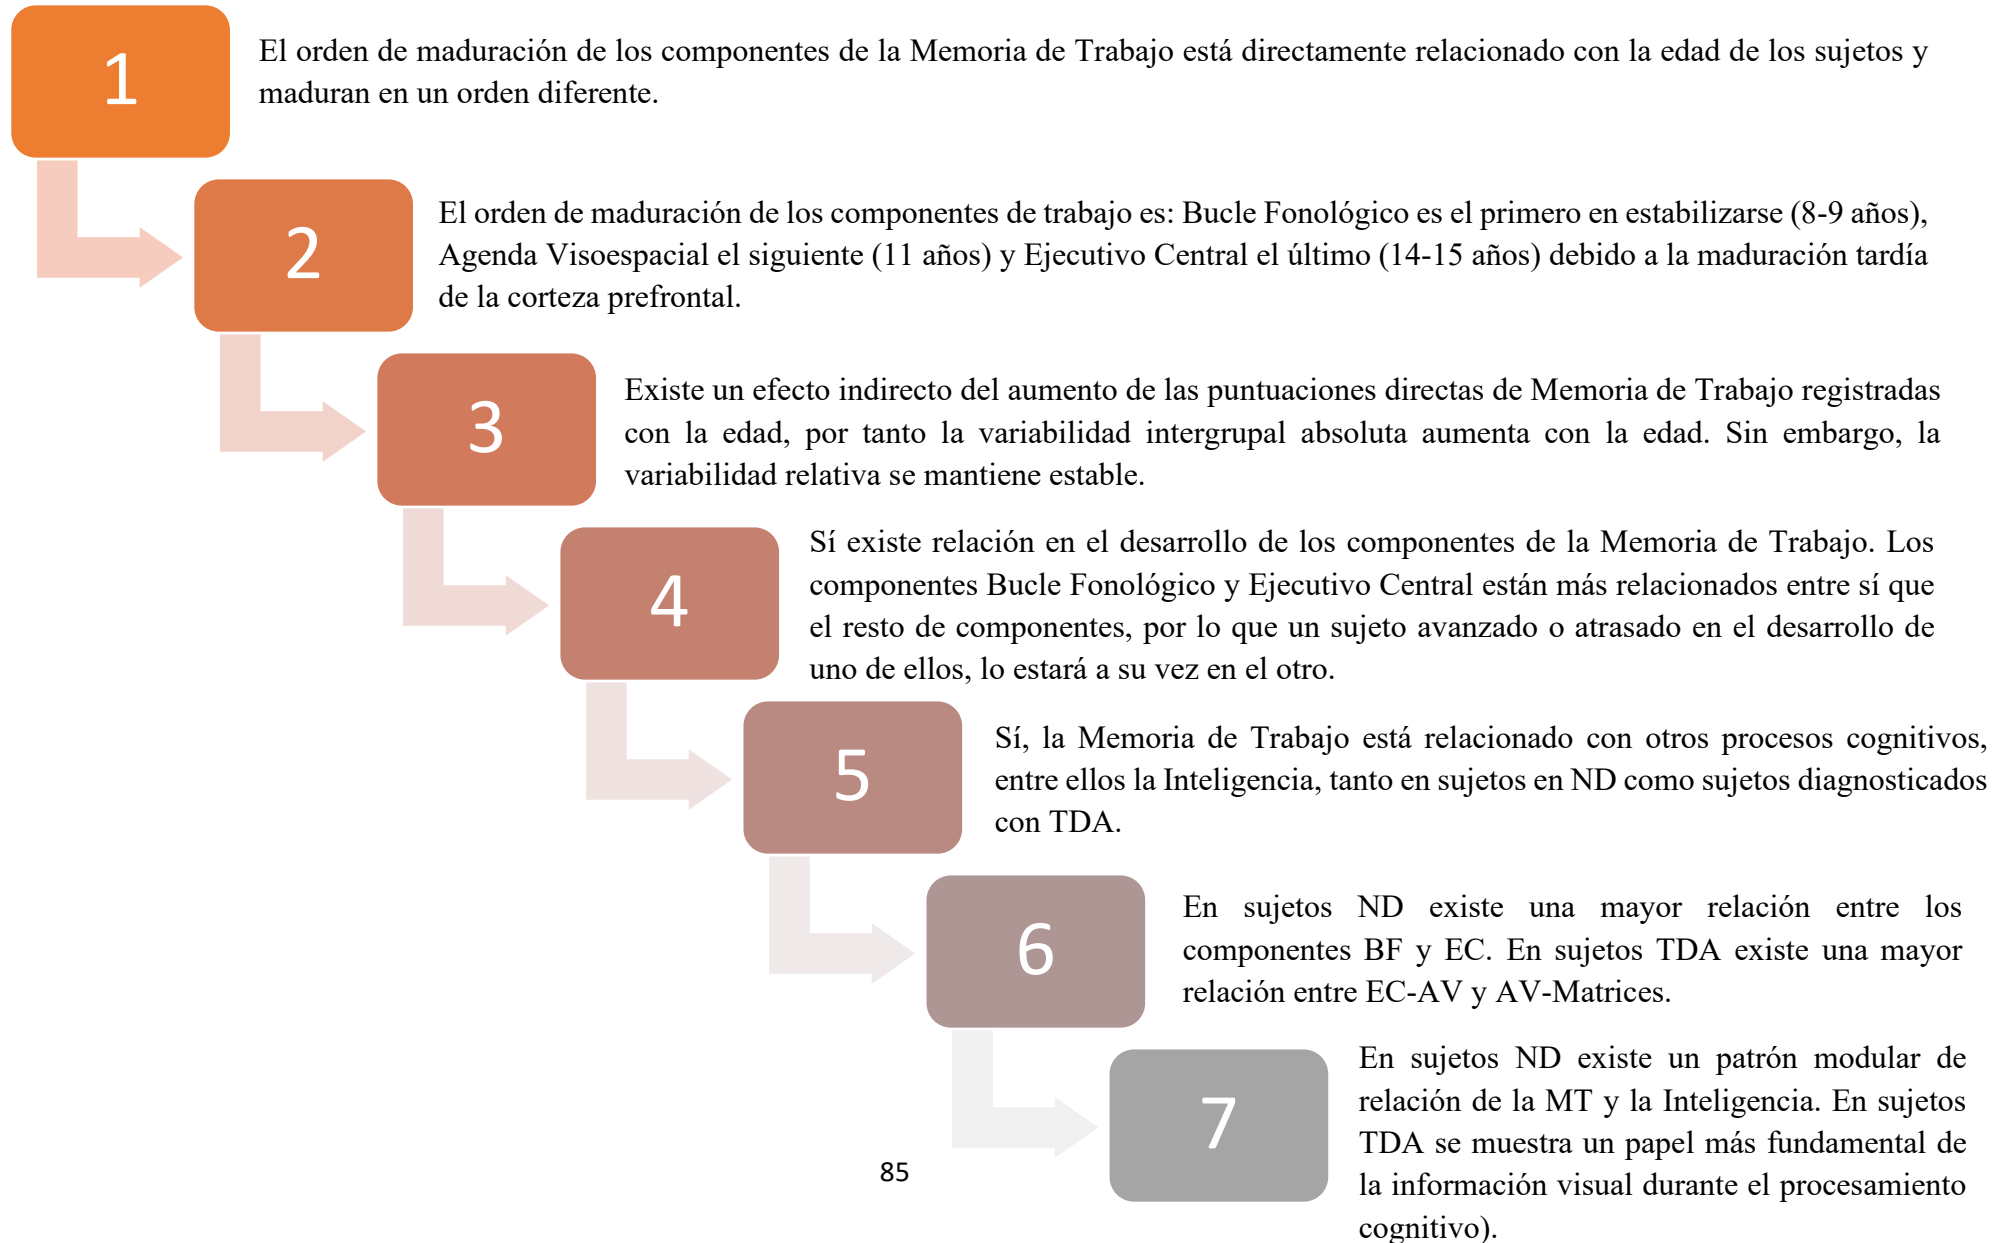 1
El orden de maduración de los componentes de la Memoria de Trabajo está directamente relacionado con la edad de los sujetos y
maduran en un orden diferente.
2
El orden de maduración de los componentes de trabajo es: Bucle Fonológico es el primero en estabilizarse (8-9 años),
Agenda Visoespacial el siguiente (11 años) y Ejecutivo Central el último (14-15 años) debido a la maduración tardía
de la corteza prefrontal.
3
Existe un efecto indirecto del aumento de las puntuaciones directas de Memoria de Trabajo registradas
con la edad, por tanto la variabilidad intergrupal absoluta aumenta con la edad. Sin embargo, la
variabilidad relativa se mantiene estable.
4
Sí existe relación en el desarrollo de los componentes de la Memoria de Trabajo. Los
componentes Bucle Fonológico y Ejecutivo Central están más relacionados entre sí que
el resto de componentes, por lo que un sujeto avanzado o atrasado en el desarrollo de
uno de ellos, lo estará a su vez en el otro.
5
Sí, la Memoria de Trabajo está relacionado con otros procesos cognitivos,
entre ellos la Inteligencia, tanto en sujetos en ND como sujetos diagnosticados
con TDA.
6
En sujetos ND existe una mayor relación entre los
componentes BF y EC. En sujetos TDA existe una mayor
relación entre EC-AV y AV-Matrices.
7
En sujetos ND existe un patrón modular de
relación de la MT y la Inteligencia. En sujetos
TDA se muestra un papel más fundamental de
la información visual durante el procesamiento
cognitivo).
85